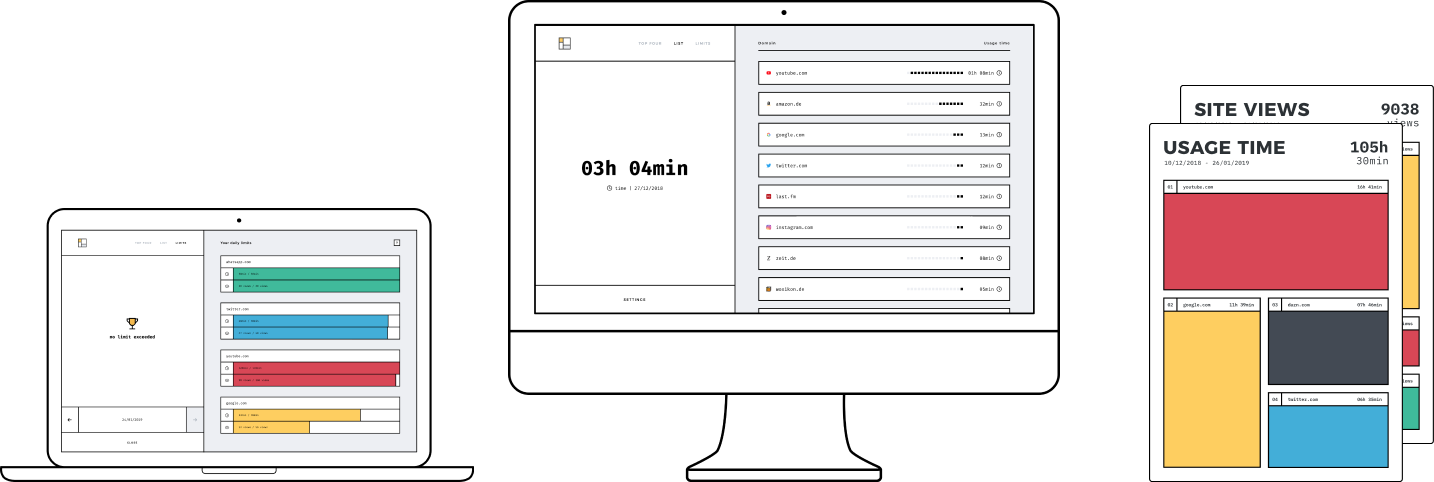 TOP FOUR LIST LIMITS
Your daily limits
whatsapp.com
twitter.com
no limit exceeded
youtube.com
google.com
24/01/2019
CLOSE
TOP FOUR LIST LIMITS
Domain Usage time
youtube.com 01h 08min
amazon.de 32min
google.com 13min
twitter.com 12min
last.fm 12min
instagram.com 09min
zeit.de 08min
woxikon.de 05min
03h 04min
time | 27/12/2018
SETTINGS
SITE VIEWS 9038
views
USAGE TIME 105h
10/12/2018 - 26/01/2019 30min
01 youtube.com 16h 41min
02 google.com 11h 39min
03 dazn.com 07h 46min
04 twitter.com 06h 38min